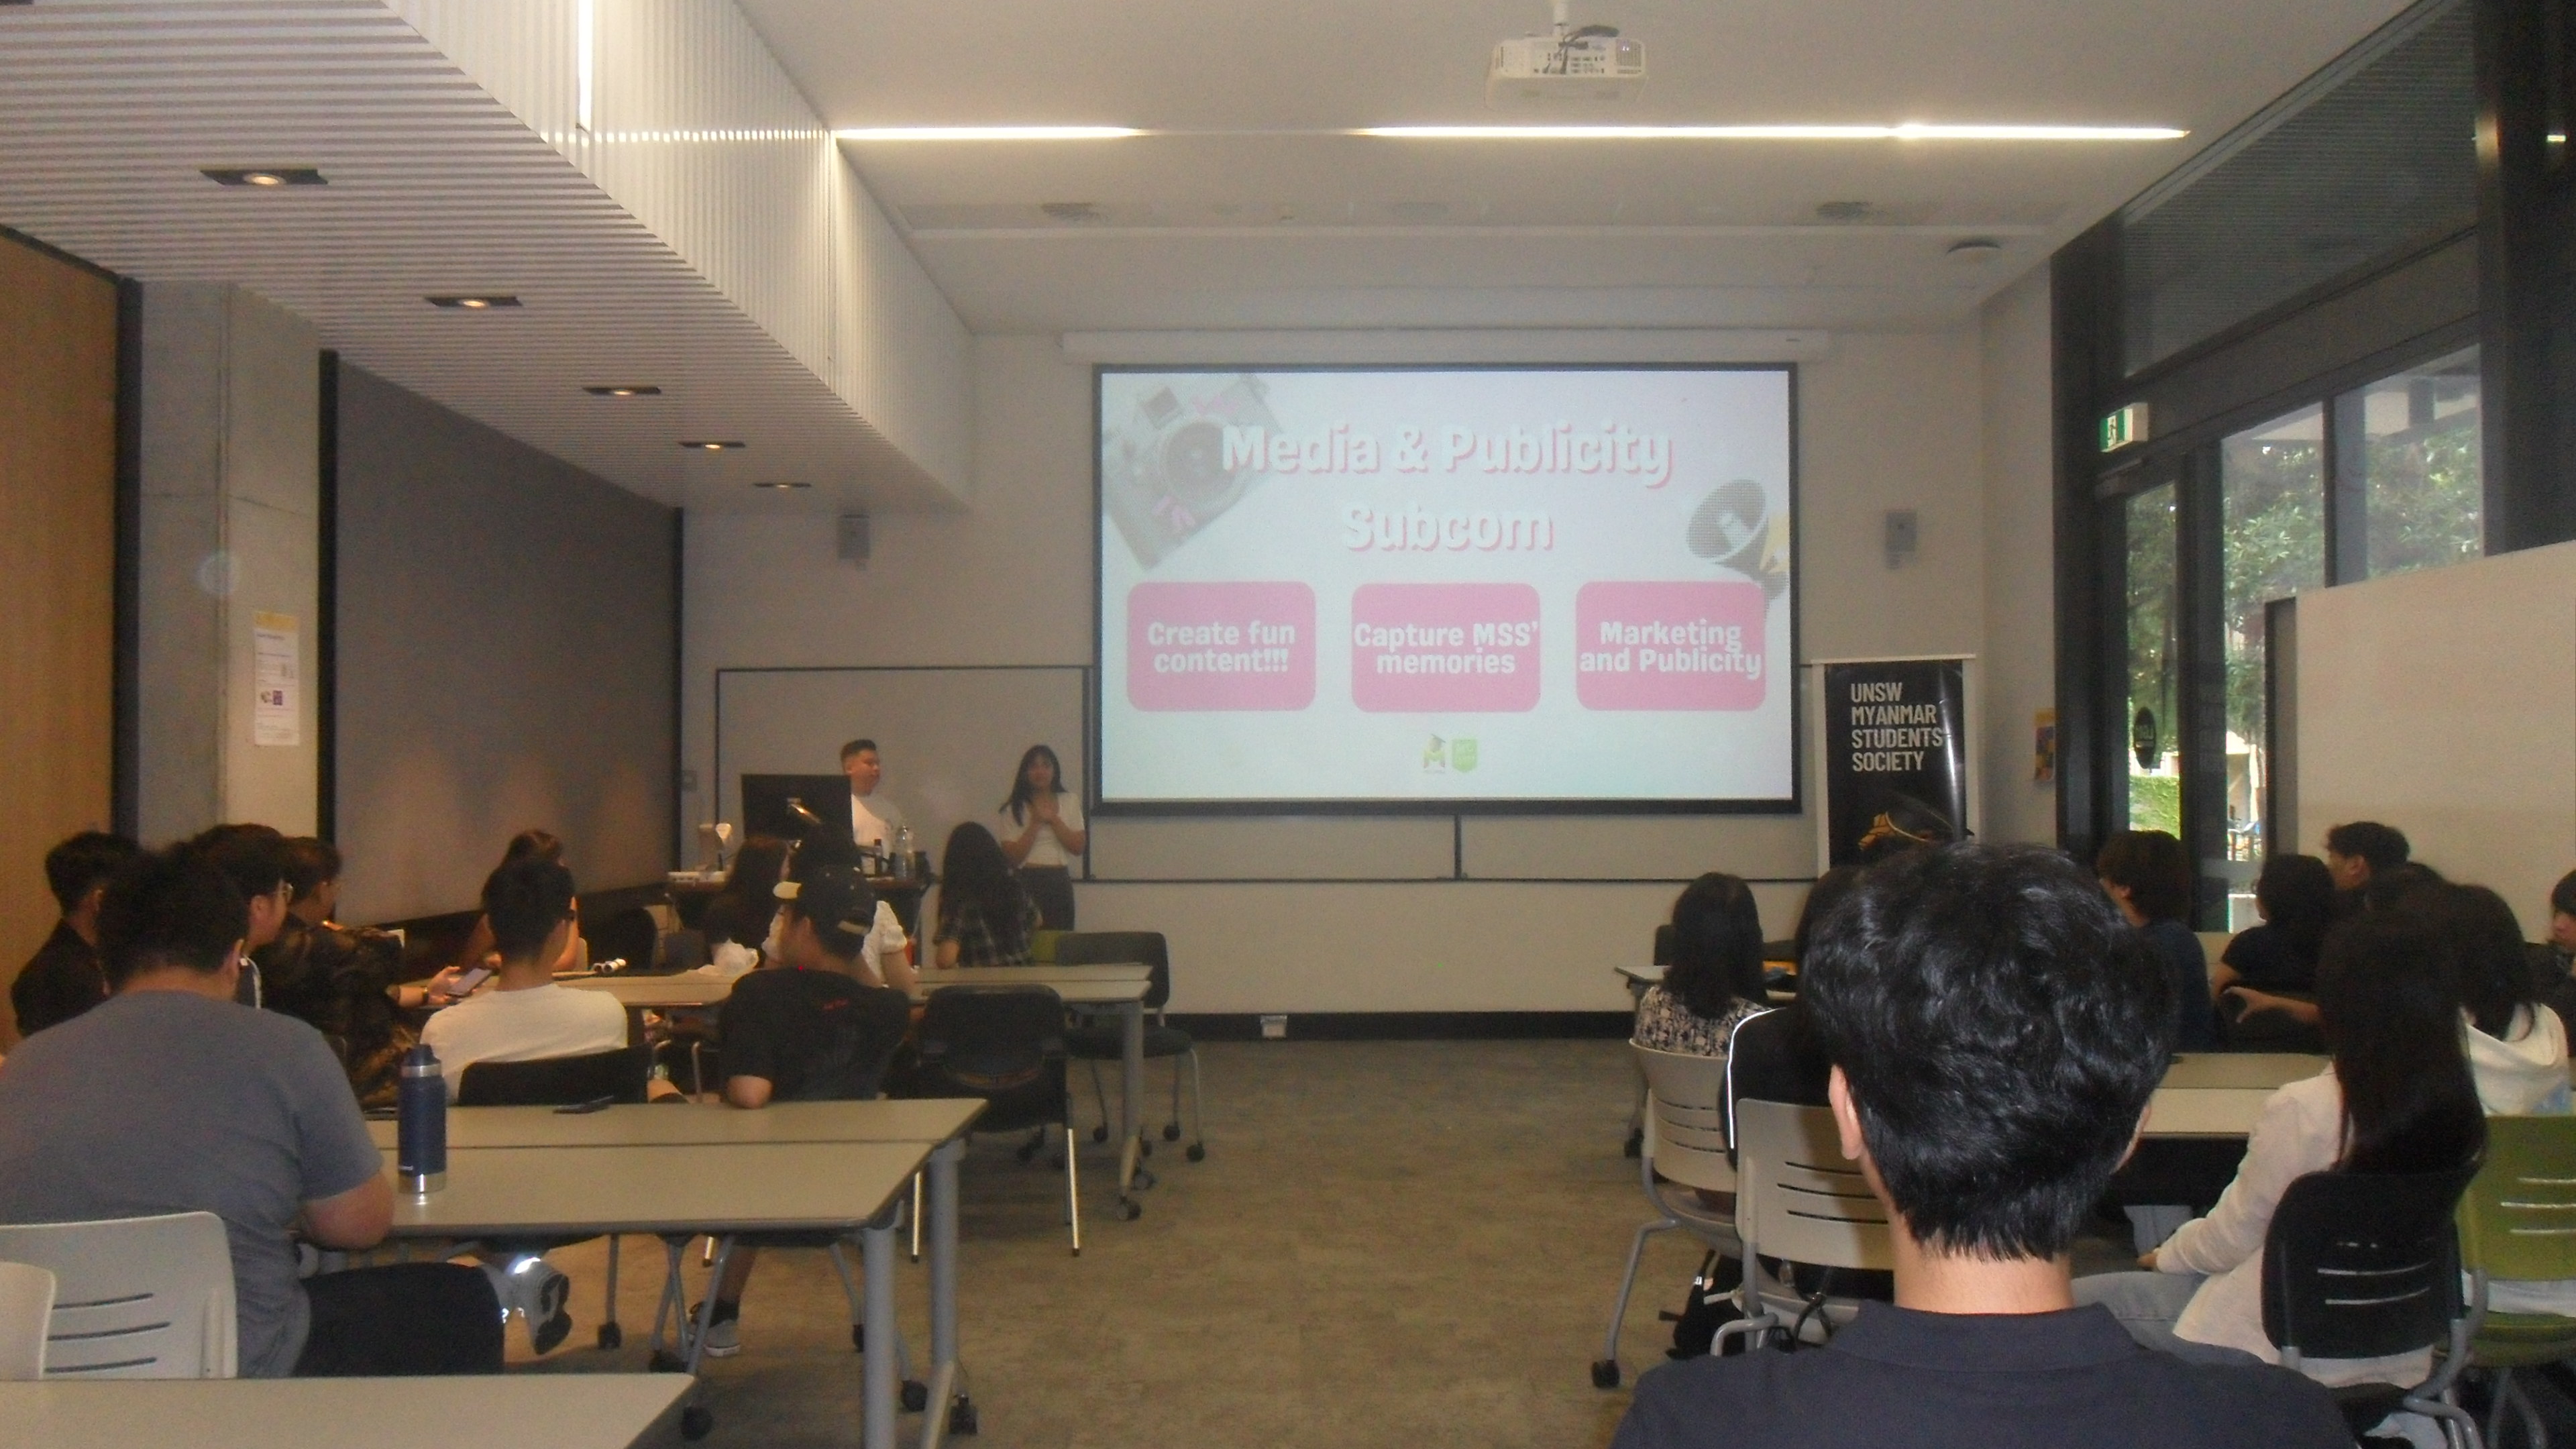 Media & Publicity
Subcom
Create fun
content!!!
Capture MSS'
memories
Marketing
and Publicity
UNSW
MYANMAR
STUDENTS
SOCIETY